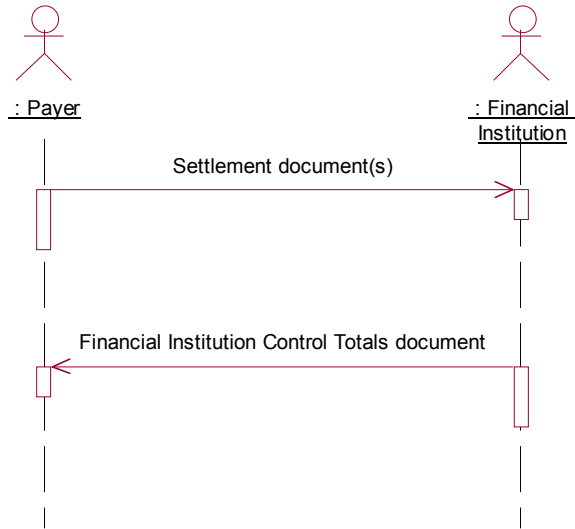 : Payer
: Financial
Institution
Settlement document(s)
Financial Institution Control Totals document